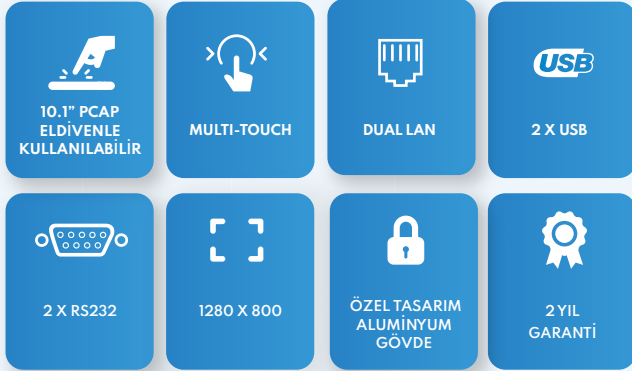 10.1” PCAP
ELDİVENLE
KULLANILABİLİR
MULTI-TOUCH
DUAL LAN
USB
2 X USB
2 X RS232
1280 X 800
ÖZEL TASARIM
ALUMİNYUM
GÖVDE
2 YIL
GARANTİ